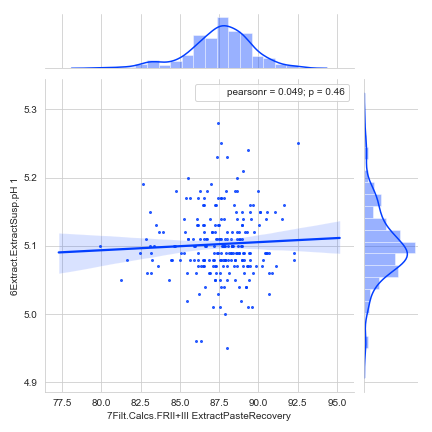 pearsonr = 0.049; p = 0.46
5.3
5.2
5.1
5.0
4.9
6Extract.ExtractSusp.pH 1
77.5 80.0 82.5 85.0 87.5 90.0 92.5 95.0
7Filt.Calcs.FRII+III ExtractPasteRecovery